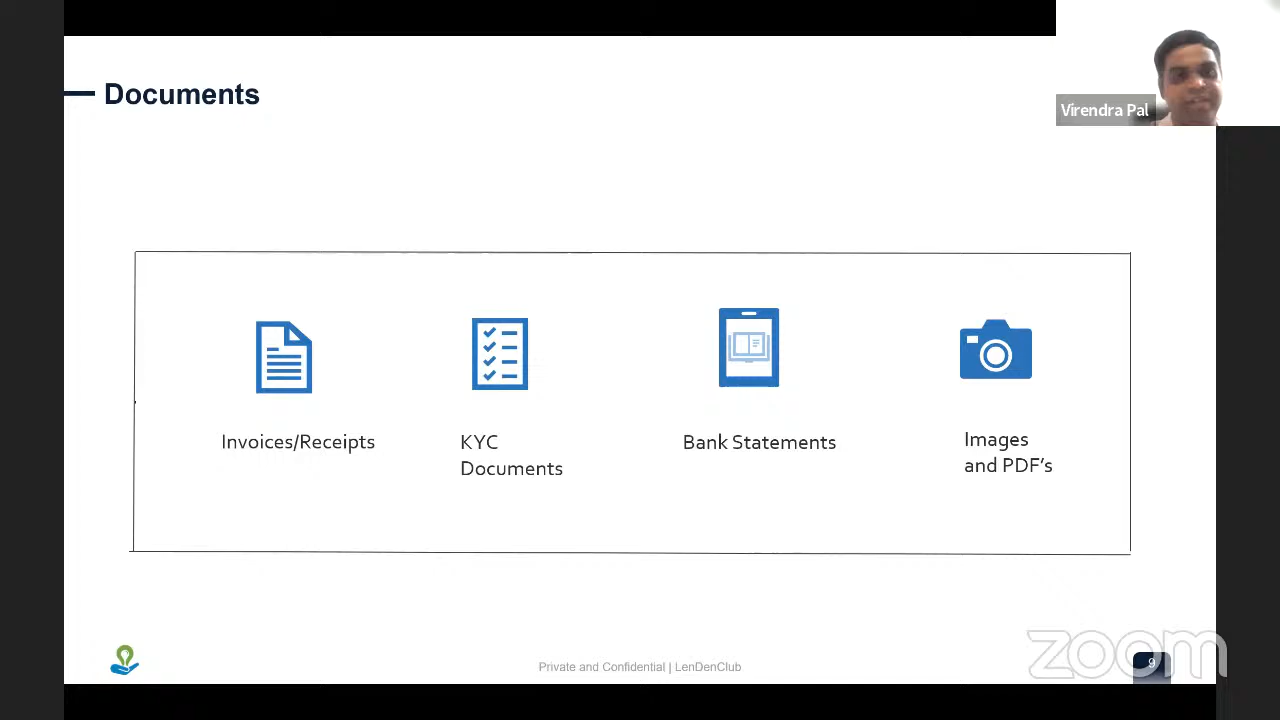 Documents
Virendra Pal
Invoices/Receipts
KYC
Documents
Bank Statements
Images
and PDF’s
Private and Confidential | LenDenClub
zoom
9